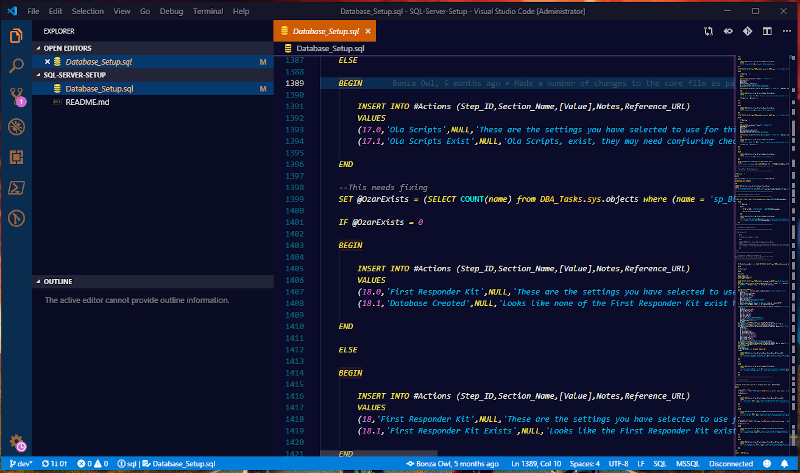 File Edit Selection View Go Debug Terminal Help Database_Setup.sql - SQL-Server-Setup - Visual Studio Code [Administrator]
EXPLORER
OPEN EDITORS
Database_Setup.sql M
SQL-SERVER-SETUP
Database_Setup.sql M
README.md
OUTLINE
The active editor cannot provide outline information.
Database_Setup.sql
Database_Setup.sql
1387 ELSE
1388
1389 BEGIN Bonza Owl, 5 months ago • Made a number of changes to the core file as
1390
1391 INSERT INTO #Actions (Step_ID,Section_Name,[Value],Notes,Reference_URL)
1392 VALUES
1393 (17.0,'Ola Scripts',NULL,'These are the settings you have selected to use for
1394 (17.1,'Ola Scripts Exist',NULL,'Ola Scripts, exist, they may need confiuring
1395
1396 END
1397
1398 --This needs fixing
1399 SET @OzarExists = (SELECT COUNT(name) from DBA_Tasks.sys.objects where (name =
1400
1401 IF @OzarExists = 0
1402
1403 BEGIN
1404
1405 INSERT INTO #Actions (Step_ID,Section_Name,[Value],Notes,Reference_URL)
1406 VALUES
1407 (18.0,'First Responder Kit',NULL,'These are the settings you have selected to
1408 (18.1,'Database Created',NULL,'Looks like none of the First Responder Kit exist
1409
1410 END
1411
1412 ELSE
1413
1414 BEGIN
1415
1416 INSERT INTO #Actions (Step_ID,Section_Name,[Value],Notes,Reference_URL)
1417 VALUES
1418 (18,'First Responder Kit',NULL,'These are the settings you have selected to use
1419 (18.1,'First Responder Kit Exists',NULL,'Looks like the First Responder Kit
1420
1421 END
dev* 1↓ 0↑ 0 0 sql Database_Setup.sql Bonza Owl, 5 months ago Ln 1389, Col 10 Spaces: 4 UTF-8 LF SQL MSSQL Disconnected